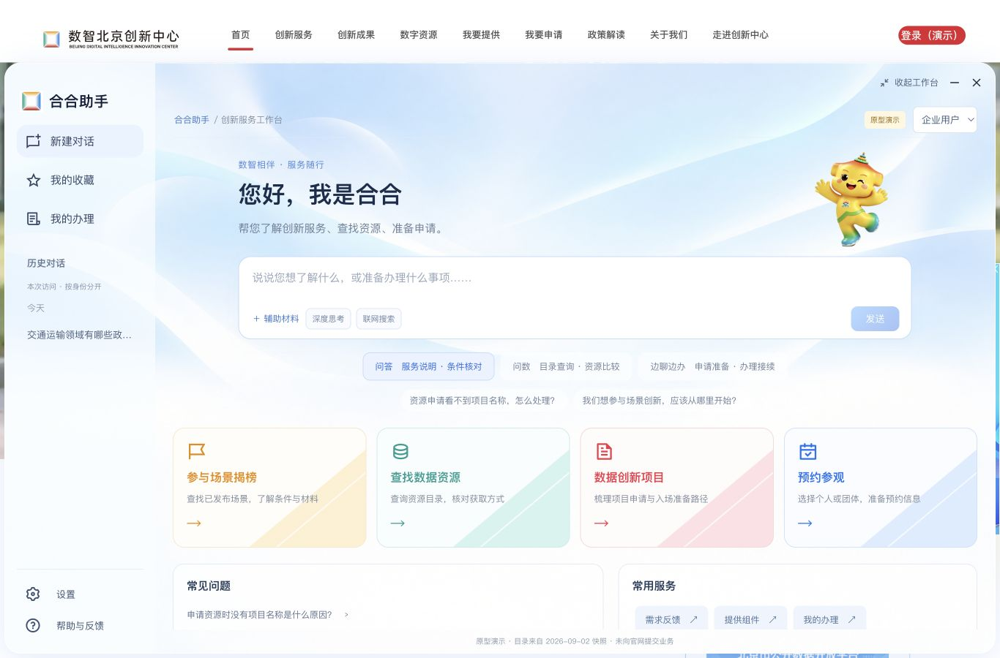 数智北京创新中心
BEIJING DIGITAL INTELLIGENCE INNOVATION CENTER
首页 创新服务 创新成果 数字资源 我要提供 我要申请 政策解读 关于我们 走进创新中心
登录（演示）
收起工作台
合合助手
新建对话
我的收藏
我的办理
历史对话
本次访问 · 按身份分开
今天
交通运输领域有哪些政…
设置
帮助与反馈
合合助手 / 创新服务工作台
原型演示
企业用户
数智相伴 · 服务随行
您好，我是合合
帮您了解创新服务、查找资源、准备申请。
说说您想了解什么，或准备办理什么事项……
+ 辅助材料 深度思考 联网搜索
发送
问答 服务说明 · 条件核对
问数 目录查询 · 资源比较
边聊边办 申请准备 · 办理接续
资源申请看不到项目名称，怎么处理？
我们想参与场景创新，应该从哪里开始？
参与场景揭榜
查找已发布场景，了解条件与材料
查找数据资源
查询资源目录，核对获取方式
数据创新项目
梳理项目申请与入场准备路径
预约参观
选择个人或团体，准备预约信息
常见问题
申请资源时没有项目名称是什么原因？
常用服务
需求反馈 ↗
提供组件 ↗
我的办理 ↗
原型演示 · 目录来自 2026-09-02 快照 · 未向官网提交业务